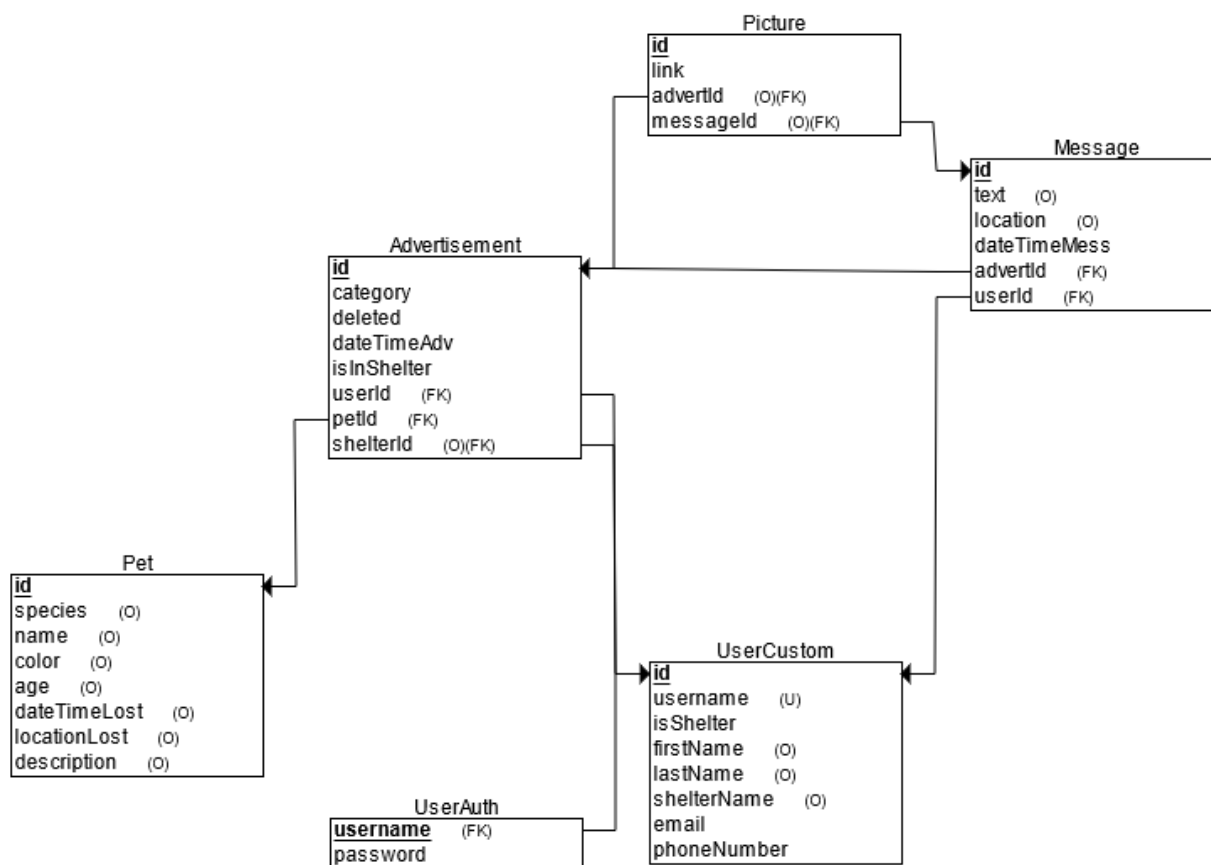 Picture
id
link
advertId (O)(FK)
messageId (O)(FK)
Message
id
text (O)
location (O)
dateTimeMess
advertId (FK)
userId (FK)
Advertisement
id
category
deleted
dateTimeAdv
isInShelter
userId (FK)
petId (FK)
shelterId (O)(FK)
Pet
id
species (O)
name (O)
color (O)
age (O)
dateTimeLost (O)
locationLost (O)
description (O)
UserCustom
id
username (U)
isShelter
firstName (O)
lastName (O)
shelterName (O)
email
phoneNumber
UserAuth
username (FK)
password